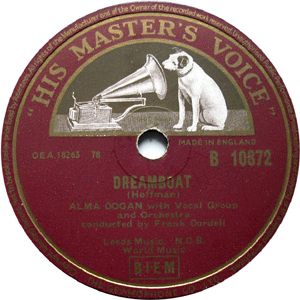 "HIS MASTER'S VOICE"
MADE IN ENGLAND
O.E.A. 18263 78
B 10872
DREAMBOAT
(Hoffman)
ALMA COGAN with Vocal Group
and Orchestra
conducted by Frank Cordell
Leeds Music N.C.B.
World Music
B·I·E·M